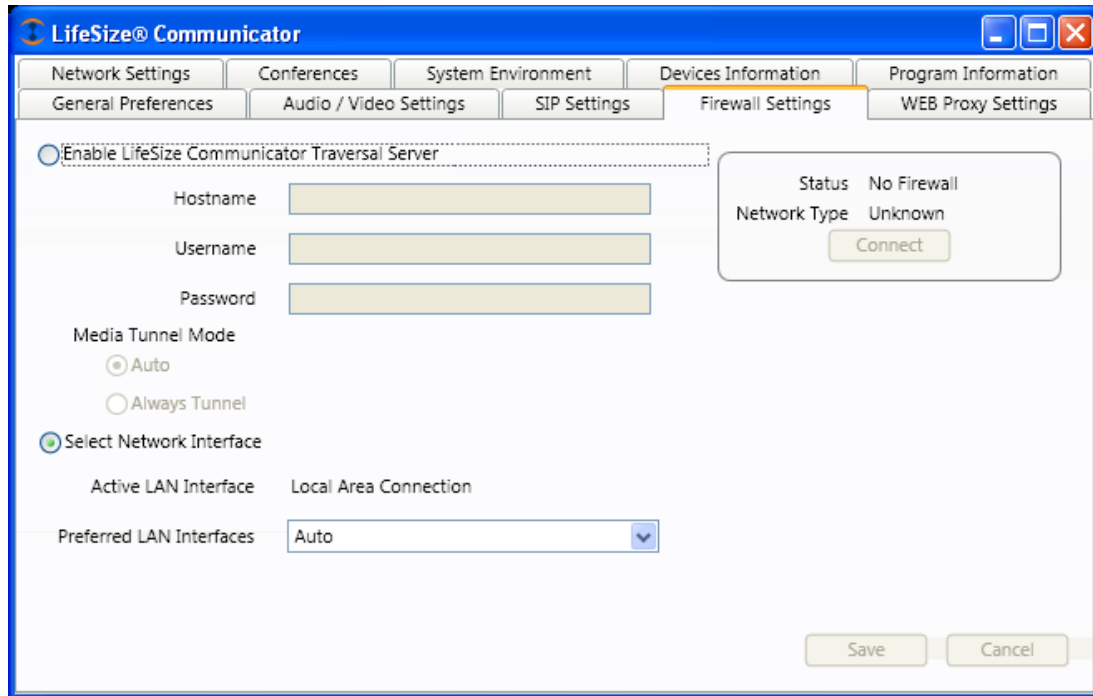 LifeSize® Communicator
Network Settings Conferences System Environment Devices Information Program Information
General Preferences Audio / Video Settings SIP Settings Firewall Settings WEB Proxy Settings
Enable LifeSize Communicator Traversal Server
Hostname
Username
Password
Status No Firewall
Network Type Unknown
Connect
Media Tunnel Mode
Auto
Always Tunnel
Select Network Interface
Active LAN Interface Local Area Connection
Preferred LAN Interfaces Auto
Save Cancel